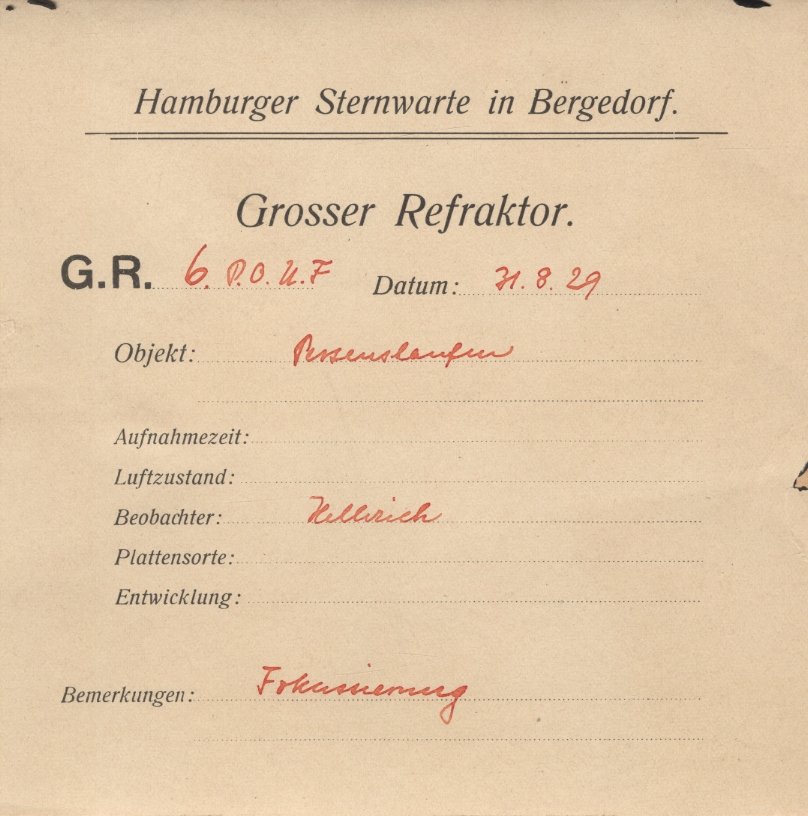 Hamburger Sternwarte in Bergedorf.
Grosser Refraktor.
G.R. 6. P.O.U.F Datum: 31.8.29
Objekt:
Aufnahmezeit:
Luftzustand:
Beobachter: Hellerich
Plattensorte:
Entwicklung:
Bemerkungen: Fokussierung